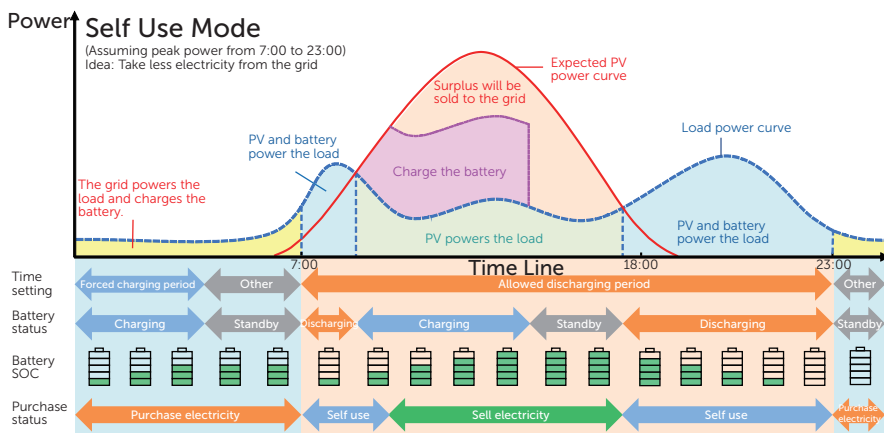 Power
Self Use Mode
(Assuming peak power from 7:00 to 23:00)
Idea: Take less electricity from the grid
Expected PV
power curve
Surplus will be
sold to the grid
PV and battery
power the load
Load power curve
Charge the battery
The grid powers the
load and charges the
battery.
PV powers the load
PV and battery
power the load
7:00
Time Line
18:00
23:00
Time
setting
Forced charging period
Other
Allowed discharging period
Other
Battery
status
Charging
Standby
Discharging
Charging
Standby
Discharging
Standby
Battery
SOC
Purchase
status
Purchase electricity
Self use
Sell electricity
Self use
Purchase
electricity